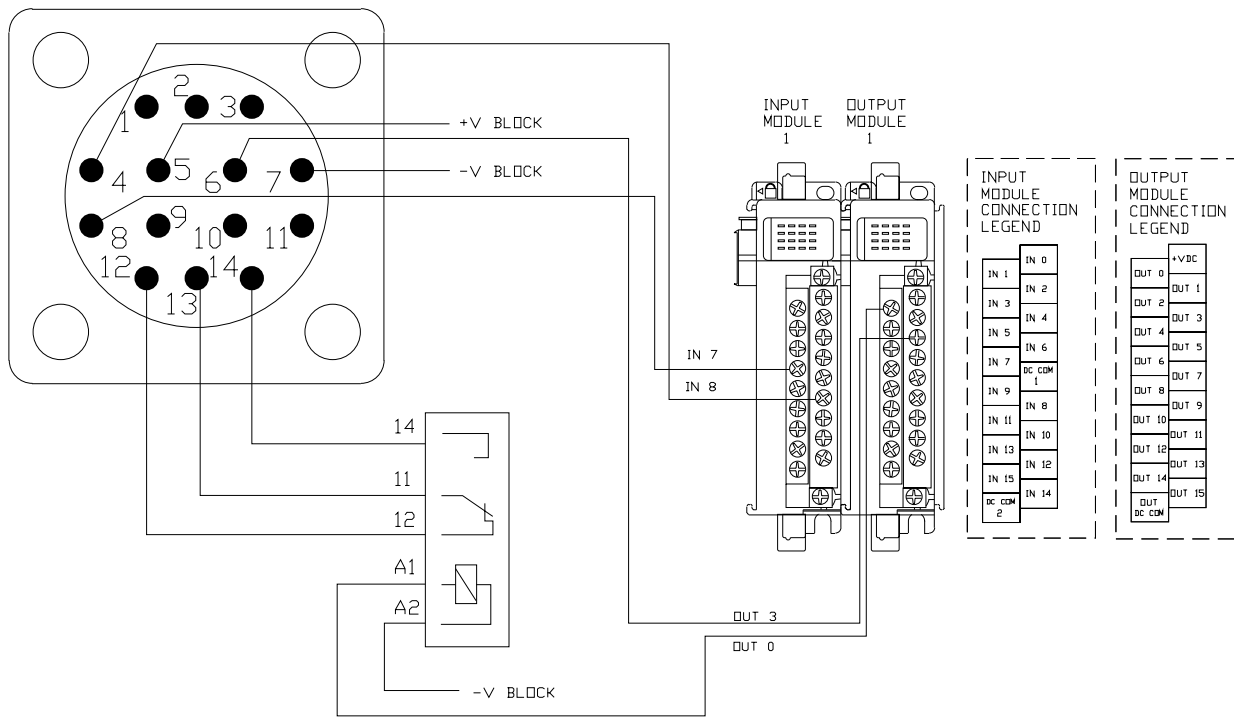 1
2
3
4
5
6
7
8
9
10
11
12
13
14
+V BLOCK
-V BLOCK
IN 7
IN 8
14
11
12
A1
A2
-V BLOCK
OUT 3
OUT 0
INPUT
MODULE
1
OUTPUT
MODULE
1
INPUT
MODULE
CONNECTION
LEGEND
IN 0
IN 1
IN 2
IN 3
IN 4
IN 5
IN 6
IN 7
DC COM
1
IN 9
IN 8
IN 11
IN 10
IN 13
IN 12
IN 15
IN 14
DC COM
2
OUTPUT
MODULE
CONNECTION
LEGEND
+VDC
OUT 0
OUT 1
OUT 2
OUT 3
OUT 4
OUT 5
OUT 6
OUT 7
OUT 8
OUT 9
OUT 10
OUT 11
OUT 12
OUT 13
OUT 14
OUT 15
OUT
DC COM